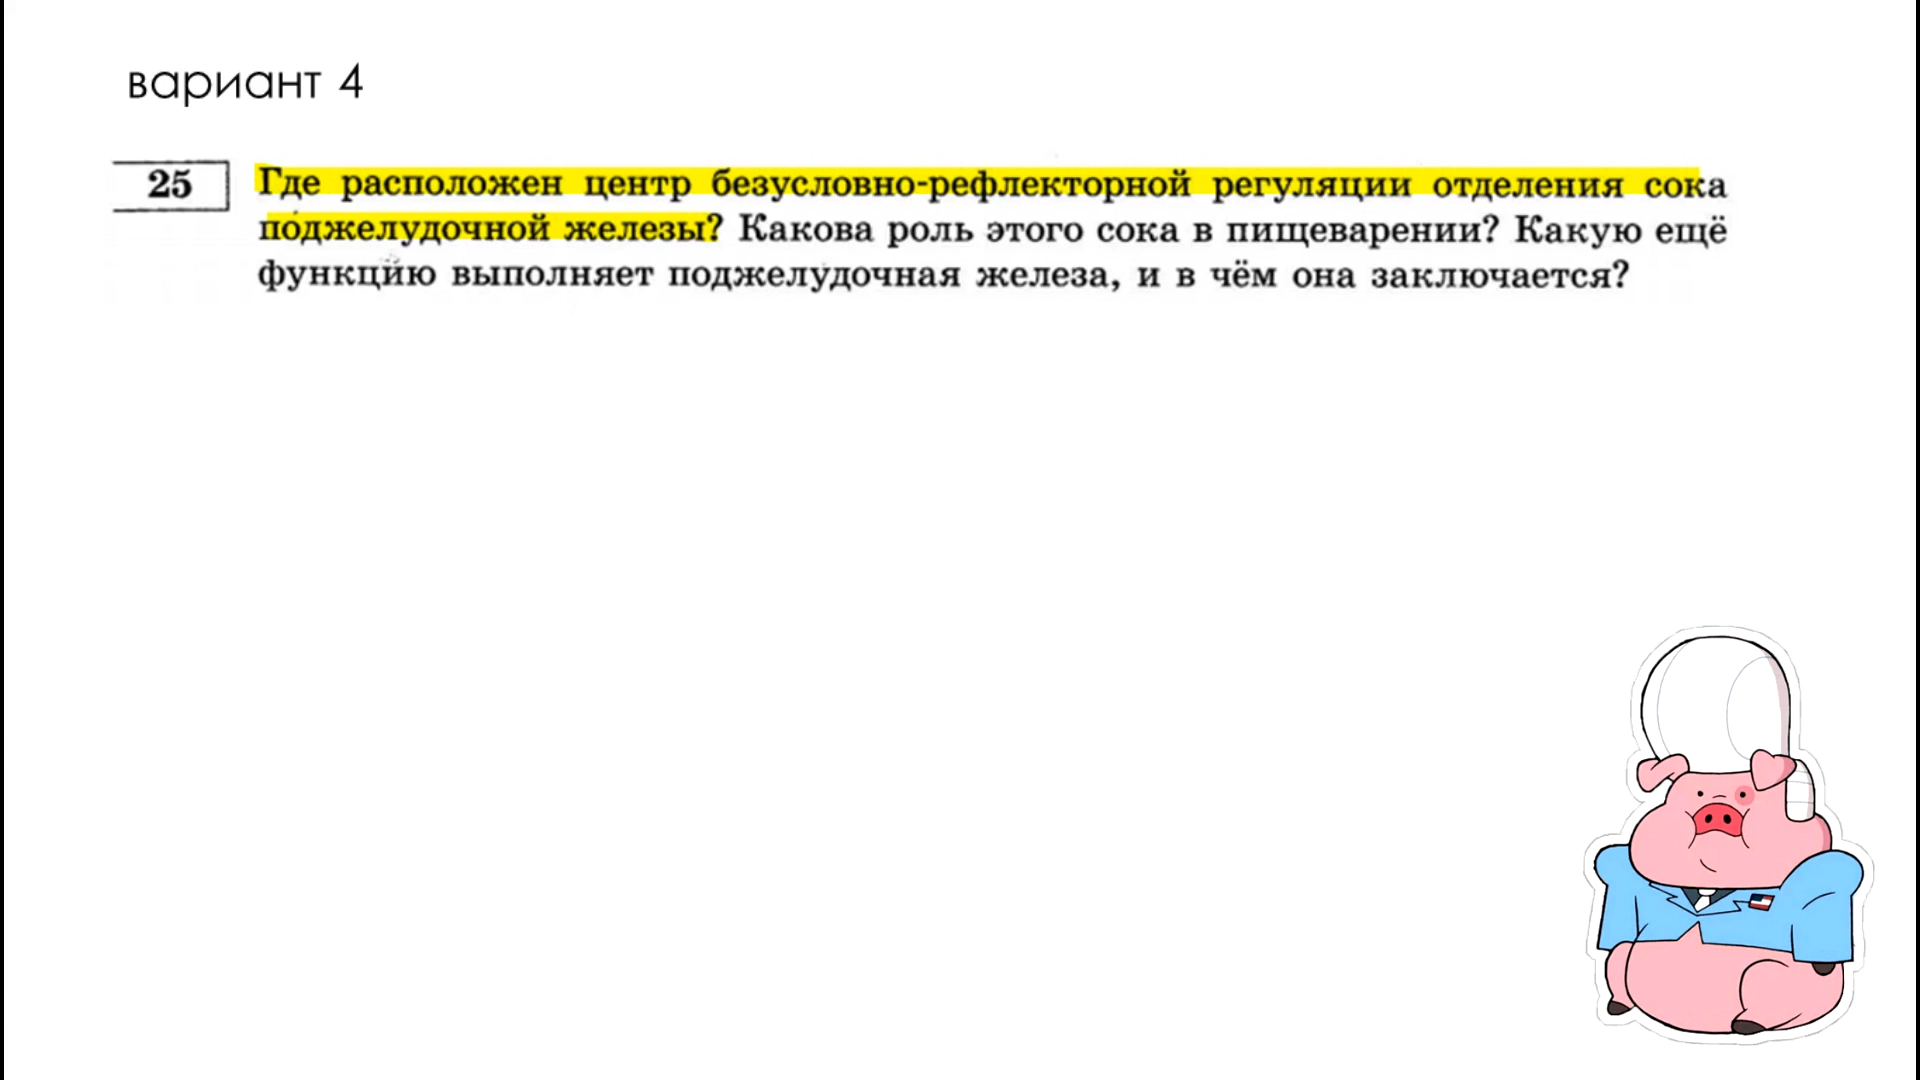 вариант 4
25 Где расположен центр безусловно-рефлекторной регуляции отделения сока
поджелудочной железы? Какова роль этого сока в пищеварении? Какую ещё
функцию выполняет поджелудочная железа, и в чём она заключается?